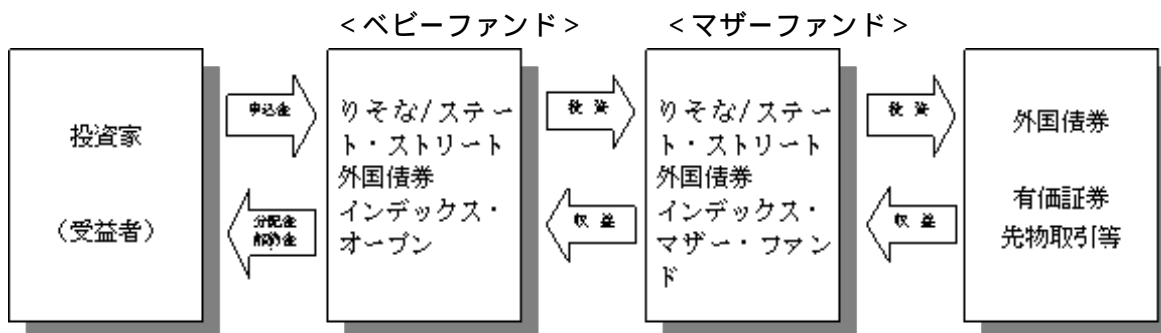 ＜ベビーファンド＞
＜マザーファンド＞
投資家
（受益者）
申込金
分配金
解約金
りそな/ステー
ト・ストリート
外国債券
インデックス・
オープン
投 資
収 益
りそな/ステー
ト・ストリート
外国債券
インデックス・
マザー・ファン
ド
投 資
収 益
外国債券
有価証券
先物取引等